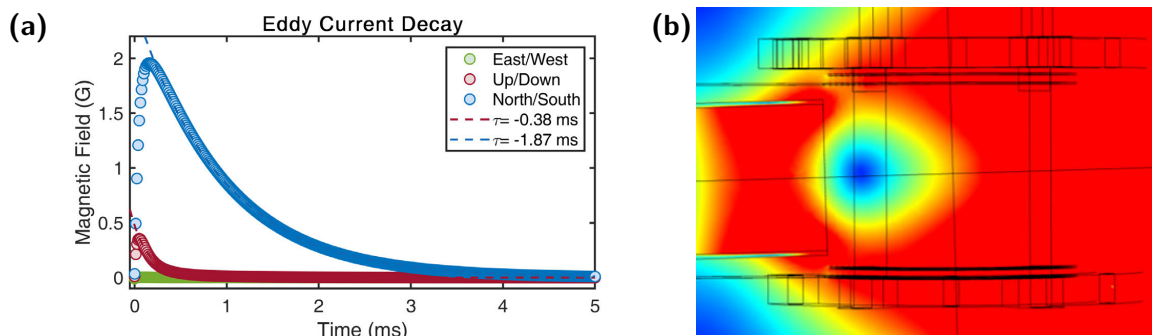 (a)
Eddy Current Decay
Magnetic Field (G)
2
1.5
1
0.5
0
East/West
Up/Down
North/South
τ= -0.38 ms
τ= -1.87 ms
0 1 2 3 4 5
Time (ms)
(b)